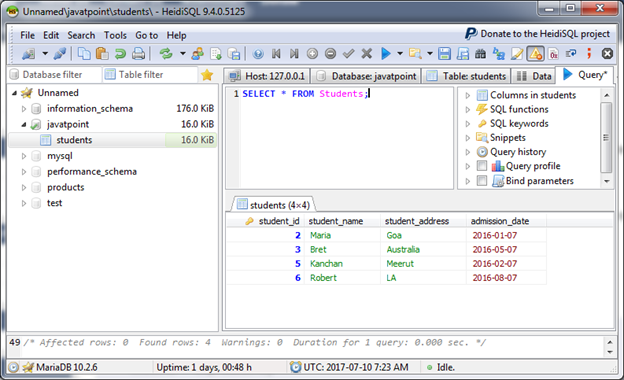 Unnamed\javatpoint\students\ - HeidiSQL 9.4.0.5125
File Edit Search Tools Go to Help
Donate to the HeidiSQL project
Database filter Table filter
Host: 127.0.0.1 Database: javatpoint Table: students Data Query*
Unnamed
information_schema 176.0 KiB
javatpoint 16.0 KiB
students 16.0 KiB
mysql
performance_schema
products
test
1 SELECT * FROM Students;
Columns in students
SQL functions
SQL keywords
Snippets
Query history
Query profile
Bind parameters
students (4×4)
student_id student_name student_address admission_date
2 Maria Goa 2016-01-07
3 Bret Australia 2016-05-07
5 Kanchan Meerut 2016-02-07
6 Robert LA 2016-08-07
49 /* Affected rows: 0 Found rows: 4 Warnings: 0 Duration for 1 query: 0.000 sec. */
MariaDB 10.2.6 Uptime: 1 days, 00:48 h UTC: 2017-07-10 7:23 AM Idle.